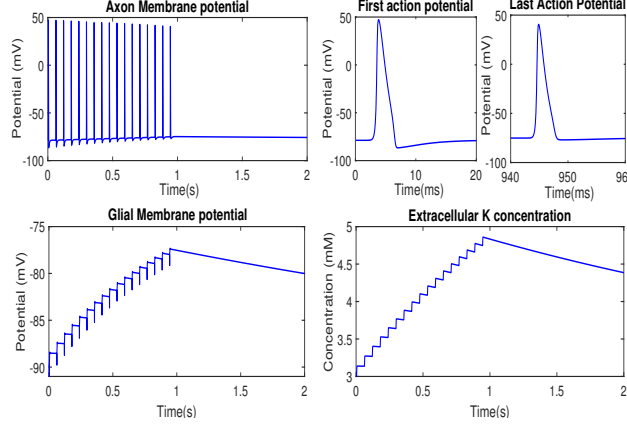 Axon Membrane potential
First action potential
Last Action Potential
Potential (mV)
50
0
-50
-100
0 0.5 1 1.5 2
Time(s)
Potential (mV)
50
0
-50
-100
0 10 20
Time(ms)
Potential (mV)
50
0
-50
-100
940 950 960
Time(ms)
Glial Membrane potential
Potential (mV)
-75
-80
-85
-90
0 0.5 1 1.5 2
Time(s)
Extracellular K concentration
Concentration (mM)
5
4.5
4
3.5
3
0 0.5 1 1.5 2
Time(s)